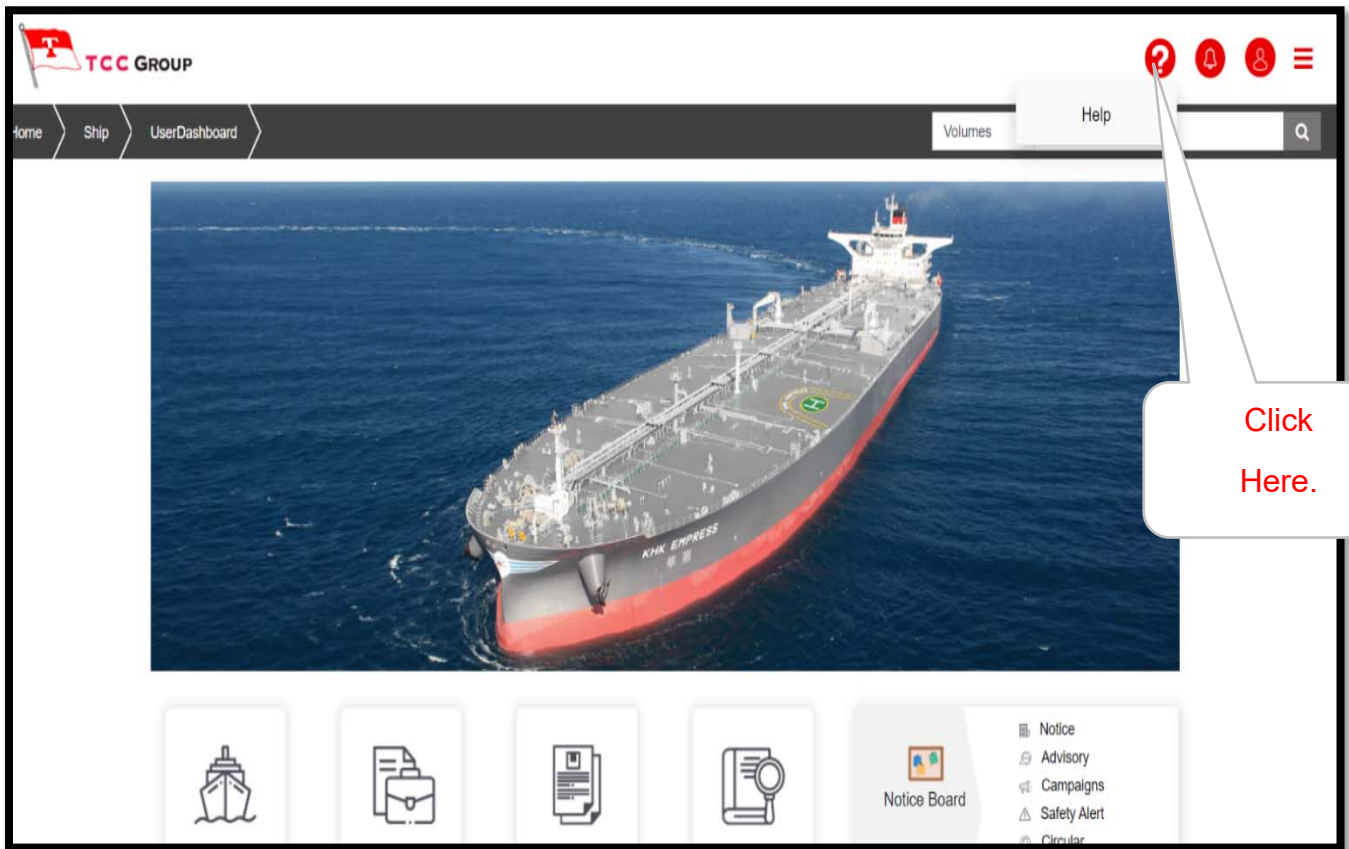 T
TCC GROUP
Home Ship UserDashboard
Volumes
Help
KHK EMPRESS
Click
Here.
Notice Board
Notice
Advisory
Campaigns
Safety Alert
Circular